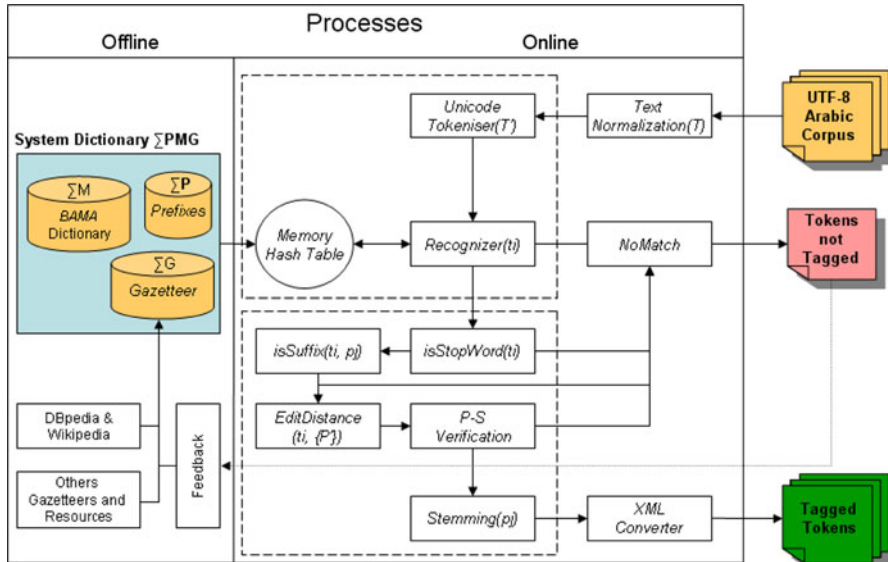 Processes
Offline
Online
UTF-8
Arabic
Corpus
Unicode
Tokeniser(T')
Text
Normalization(T)
System Dictionary ∑PMG
∑M
BAMA
Dictionary
∑P
Prefixes
∑G
Gazetteer
Memory
Hash Table
Recognizer(ti)
NoMatch
Tokens
not
Tagged
isSuffix(ti, pj)
isStopWord(ti)
DBpedia &
Wikipedia
Feedback
EditDistance
(ti, {P'})
P-S
Verification
Others
Gazetteers and
Resources
Stemming(pj)
XML
Converter
Tagged
Tokens